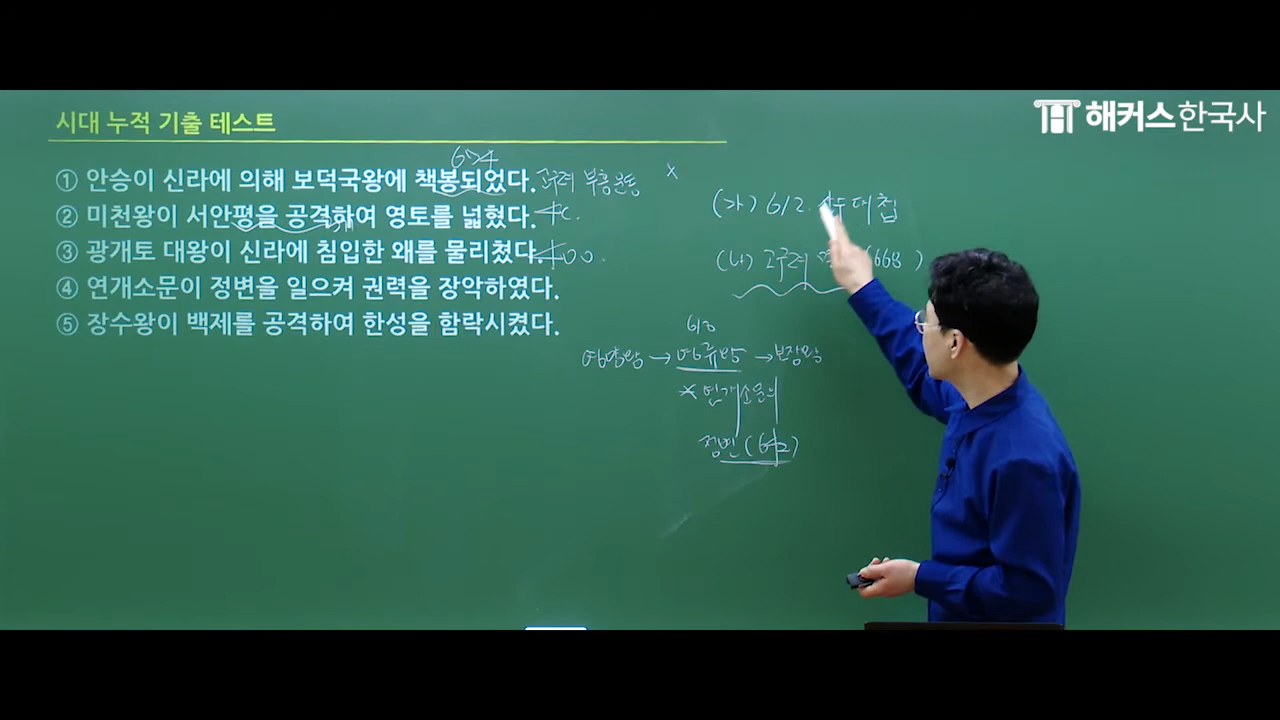 해커스한국사
시대 누적 기출 테스트
674
① 안승이 신라에 의해 보덕국왕에 책봉되었다. 고구려 부흥운동 X
② 미천왕이 서안평을 공격하여 영토를 넓혔다. 4C.
③ 광개토 대왕이 신라에 침입한 왜를 물리쳤다. 400.
④ 연개소문이 정변을 일으켜 권력을 장악하였다.
⑤ 장수왕이 백제를 공격하여 한성을 함락시켰다.
(가) 612. 대첩
(나) 고구려 (668)
영양왕 → 영류왕 → 보장왕
* 연개소문의
정변 (642)